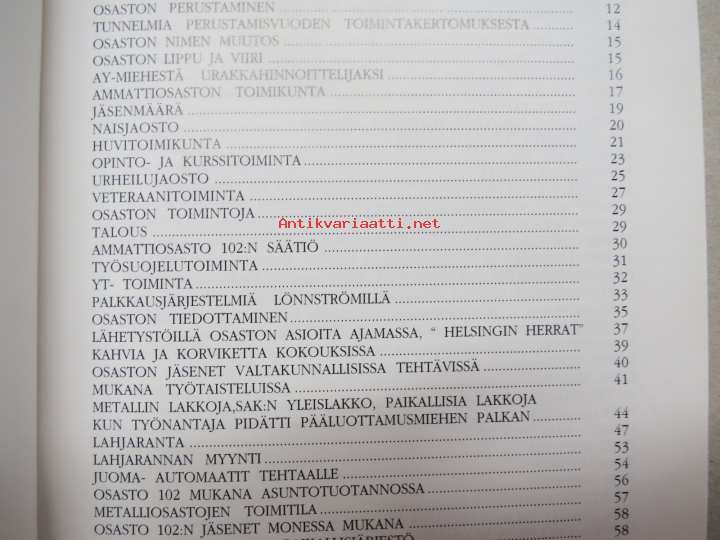 OSASTON PERUSTAMINEN 12
TUNNELMIA PERUSTAMISVUODEN TOIMINTAKERTOMUKSESTA 14
OSASTON NIMEN MUUTOS 15
OSASTON LIPPU JA VIIRI 15
AY-MIEHESTÄ URAKKAHINNOITTELIJAKSI 16
AMMATTIOSASTON TOIMIKUNTA 17
JÄSENMÄÄRÄ 19
NAISJAOSTO 20
HUVITOIMIKUNTA 21
OPINTO- JA KURSSITOIMINTA 23
URHEILUJAOSTO 25
VETERAANITOIMINTA 27
OSASTON TOIMINTOJA 29
Antikvariaatti.net
TALOUS 29
AMMATTIOSASTO 102:N SÄÄTIÖ 30
TYÖSUOJELUTOIMINTA 31
YT- TOIMINTA 32
PALKKAUSJÄRJESTELMIÄ LÖNNSTRÖMILLÄ 33
OSASTON TIEDOTTAMINEN 35
LÄHETYSTÖILLÄ OSASTON ASIOITA AJAMASSA, “ HELSINGIN HERRAT” 37
KAHVIA JA KORVIKETTA KOKOUKSISSA 39
OSASTON JÄSENET VALTAKUNNALLISISSA TEHTÄVISSÄ 40
MUKANA TYÖTAISTELUISSA 41
METALLIN LAKKOJA,SAK:N YLEISLAKKO, PAIKALLISIA LAKKOJA
KUN TYÖNANTAJA PIDÄTTI PÄÄLUOTTAMUSMIEHEN PALKAN 44
LAHJARANTA 47
LAHJARANNAN MYYNTI 53
JUOMA- AUTOMAATIT TEHTAALLE 54
OSASTO 102 MUKANA ASUNTOTUOTANNOSSA 56
METALLIOSASTOJEN TOIMITILA 57
OSASTO 102:N JÄSENET MONESSA MUKANA 58
58